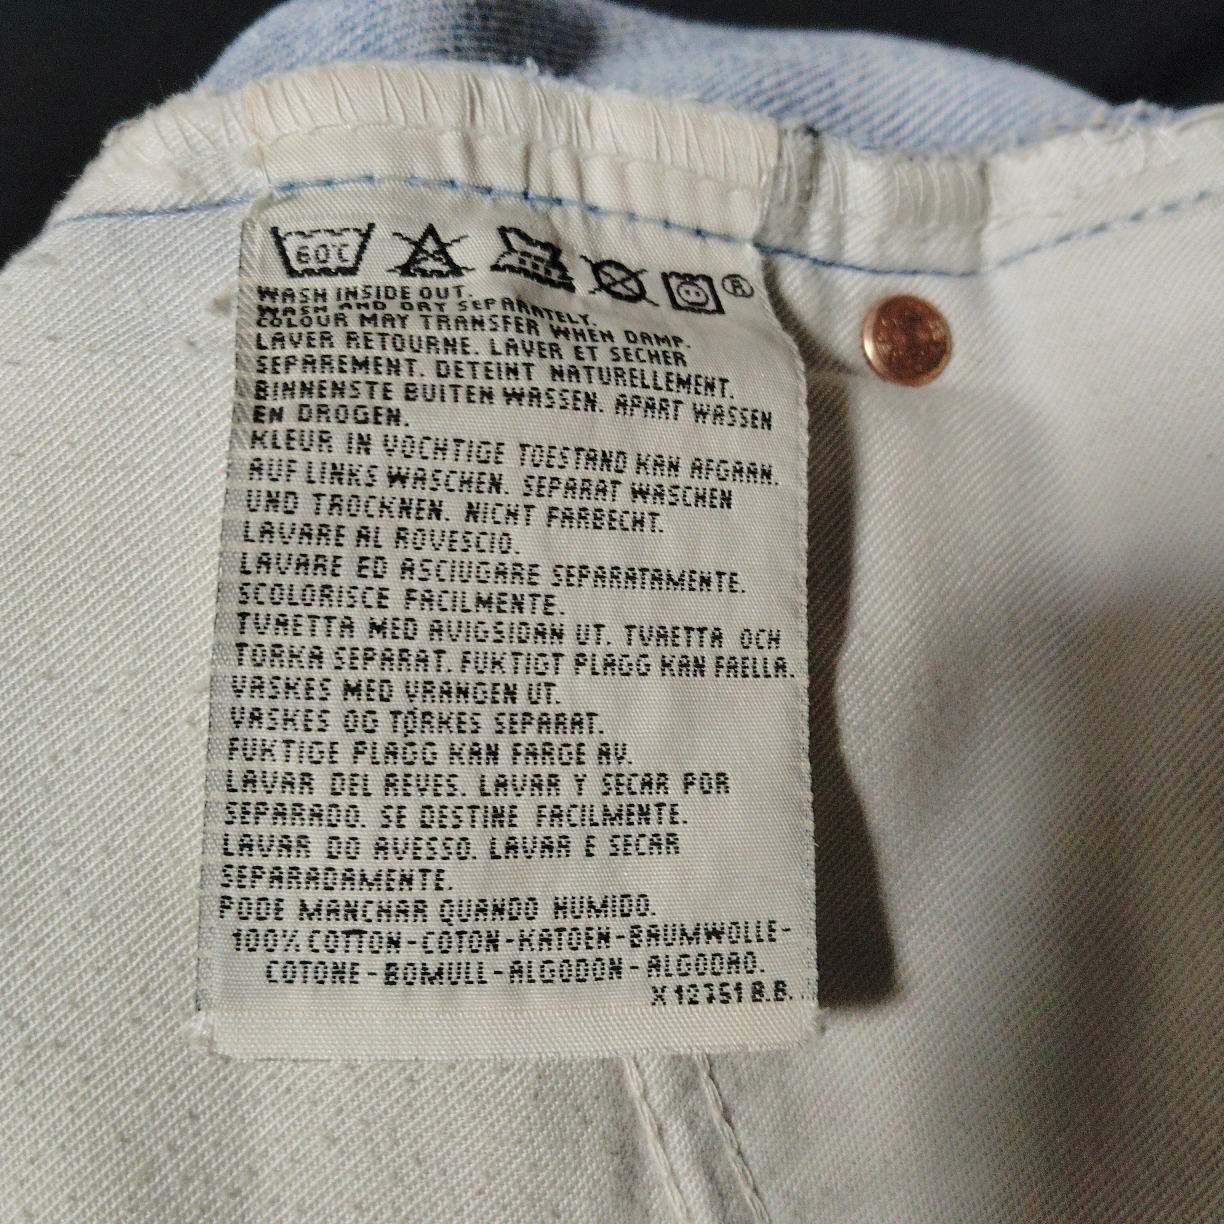 60C
®
WASH INSIDE OUT.
WASH AND DRY SEPARATELY.
COLOUR MAY TRANSFER WHEN DAMP.
LAVER RETOURNE. LAVER ET SECHER
SEPAREMENT. DETEINT NATURELLEMENT.
BINNENSTE BUITEN WASSEN. APART WASSEN
EN DROGEN.
KLEUR IN VOCHTIGE TOESTAND KAN AFGAAN.
AUF LINKS WASCHEN. SEPARAT WASCHEN
UND TROCKNEN. NICHT FARBECHT.
LAVARE AL ROVESCIO.
LAVARE ED ASCIUGARE SEPARATAMENTE.
SCOLORISCE FACILMENTE.
TVAETTA MED AVIGSIDAN UT. TVAETTA OCH
TORKA SEPARAT. FUKTIGT PLAGG KAN FAELLA.
VASKES MED VRANGEN UT.
VASKES OG TØRKES SEPARAT.
FUKTIGE PLAGG KAN FARGE AV.
LAVAR DEL REVES. LAVAR Y SECAR POR
SEPARADO. SE DESTINE FACILMENTE.
LAVAR DO AVESSO. LAVAR E SECAR
SEPARADAMENTE.
PODE MANCHAR QUANDO HUMIDO.
100% COTTON-COTON-KATOEN-BAUMWOLLE-
COTONE-BOMULL-ALGODON-ALGODAO.
X 12751 B.B.